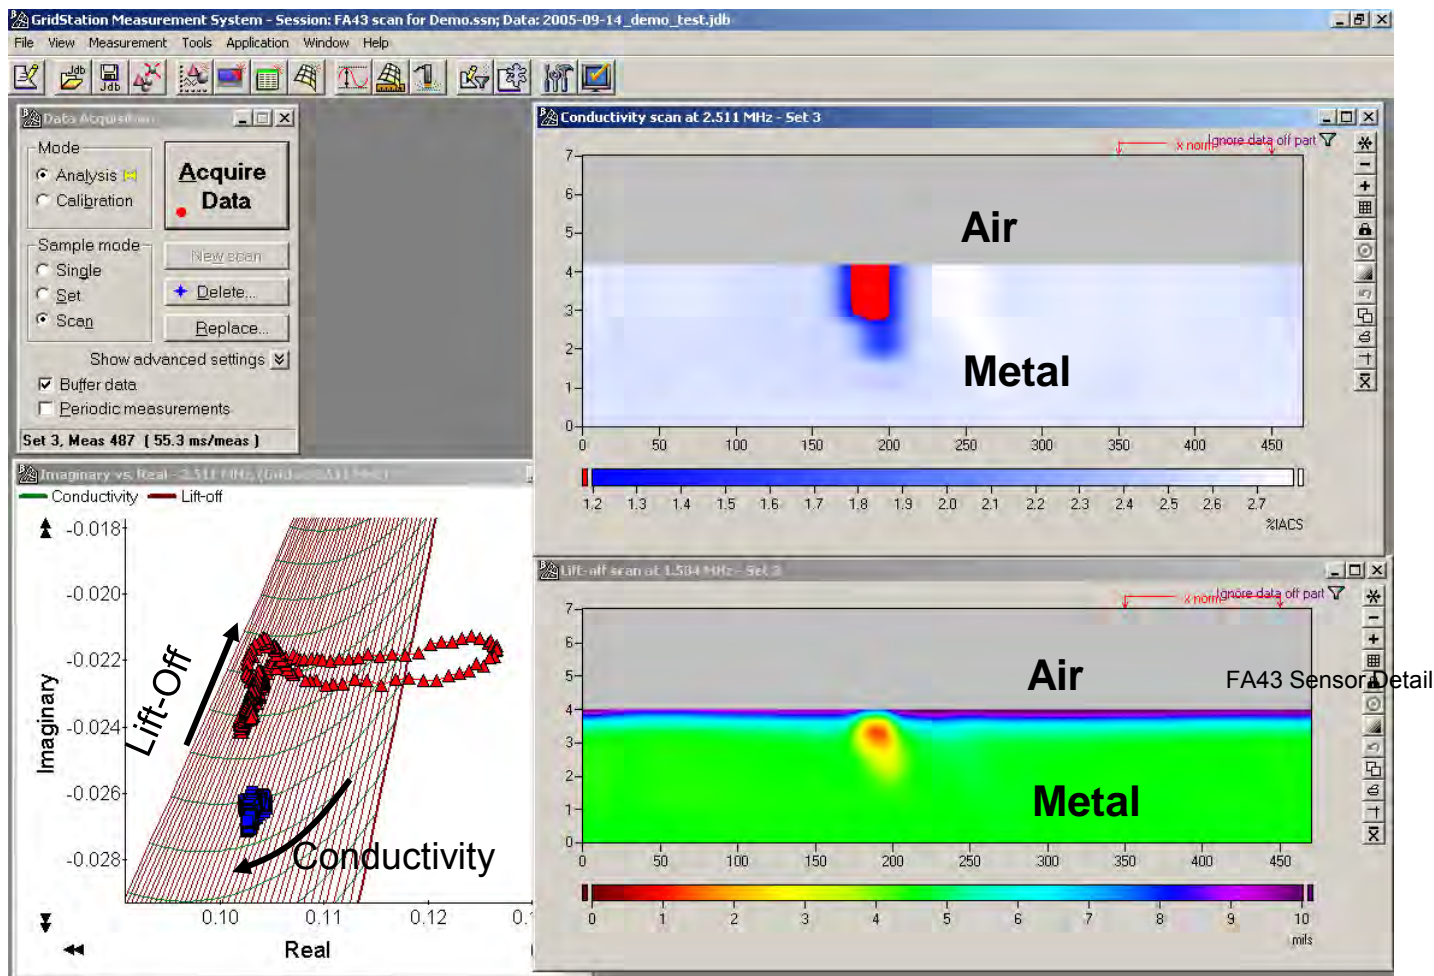 GridStation Measurement System - Session: FA43 scan for Demo.ssn; Data: 2005-09-14_demo_test.jdb
File View Measurement Tools Application Window Help
Jdb Jdb
Data Acquisition
Mode
Analysis
Calibration
Acquire
Data
Sample mode
Single
Set
Scan
New scan
Delete...
Replace...
Show advanced settings
Buffer data
Periodic measurements
Set 3, Meas 487 ( 55.3 ms/meas )
Conductivity scan at 2.511 MHz - Set 3
x norm
Ignore data off part
7
6
5
4
3
2
1
0
Air
Metal
0 50 100 150 200 250 300 350 400 450
1.2 1.3 1.4 1.5 1.6 1.7 1.8 1.9 2.0 2.1 2.2 2.3 2.4 2.5 2.6 2.7
%IACS
Imaginary vs. Real - 2.511 MHz
Conductivity Lift-off
-0.018
-0.020
-0.022
-0.024
-0.026
-0.028
Imaginary
Lift-Off
Conductivity
0.10 0.11 0.12
Real
Lift-off scan at 1.584 MHz - Set 3
x norm
Ignore data off part
7
6
5
4
3
2
1
0
Air
Metal
FA43 Sensor Detail
0 50 100 150 200 250 300 350 400 450
0 1 2 3 4 5 6 7 8 9 10
mils